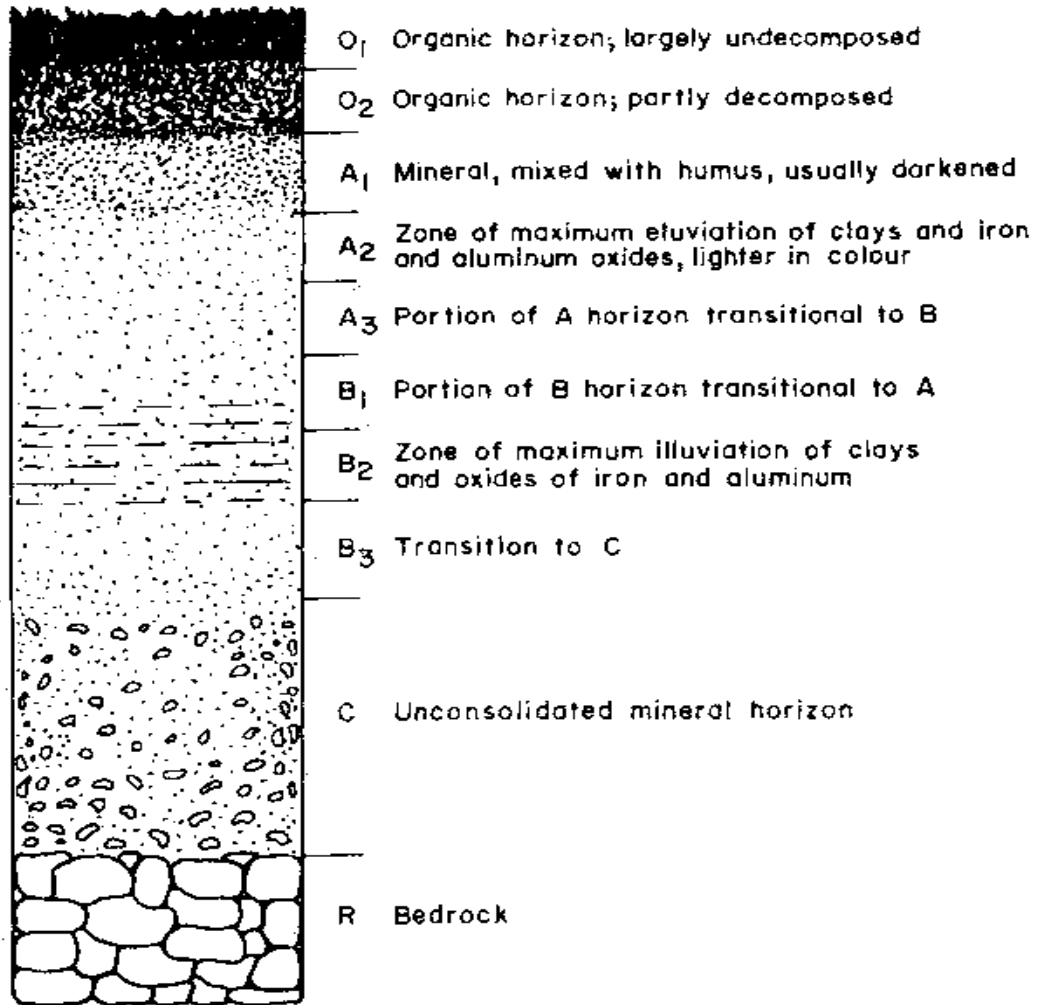 O₁ Organic horizon; largely undecomposed
O₂ Organic horizon; partly decomposed
A₁ Mineral, mixed with humus, usually darkened
A₂ Zone of maximum eluviation of clays and iron
and aluminum oxides, lighter in colour
A₃ Portion of A horizon transitional to B
B₁ Portion of B horizon transitional to A
B₂ Zone of maximum illuviation of clays
and oxides of iron and aluminum
B₃ Transition to C
C Unconsolidated mineral horizon
R Bedrock